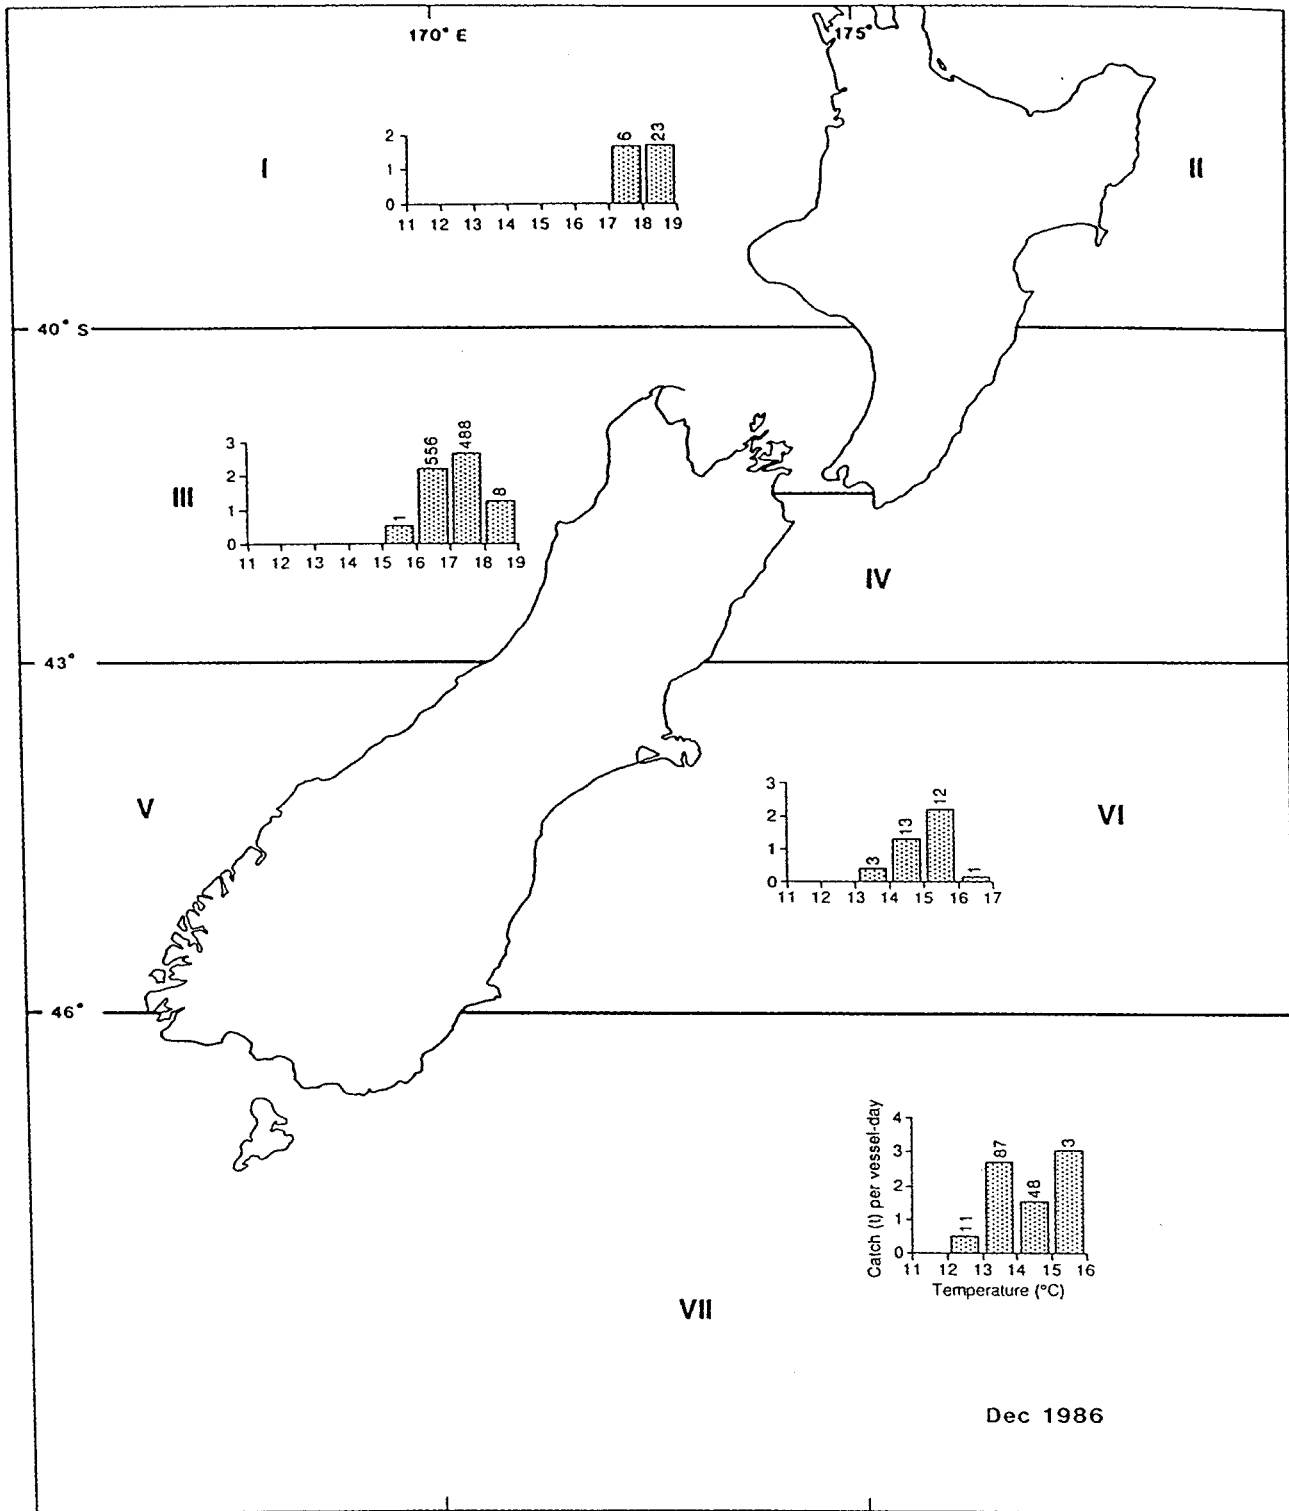 170° E
175°
I
II
2
1
0
6
23
11 12 13 14 15 16 17 18 19
40° S
III
3
2
1
0
1
556
488
8
11 12 13 14 15 16 17 18 19
IV
43°
V
VI
3
2
1
0
3
13
12
1
11 12 13 14 15 16 17
46°
Catch (t) per vessel-day
4
3
2
1
0
11
87
48
3
11 12 13 14 15 16
Temperature (°C)
VII
Dec 1986